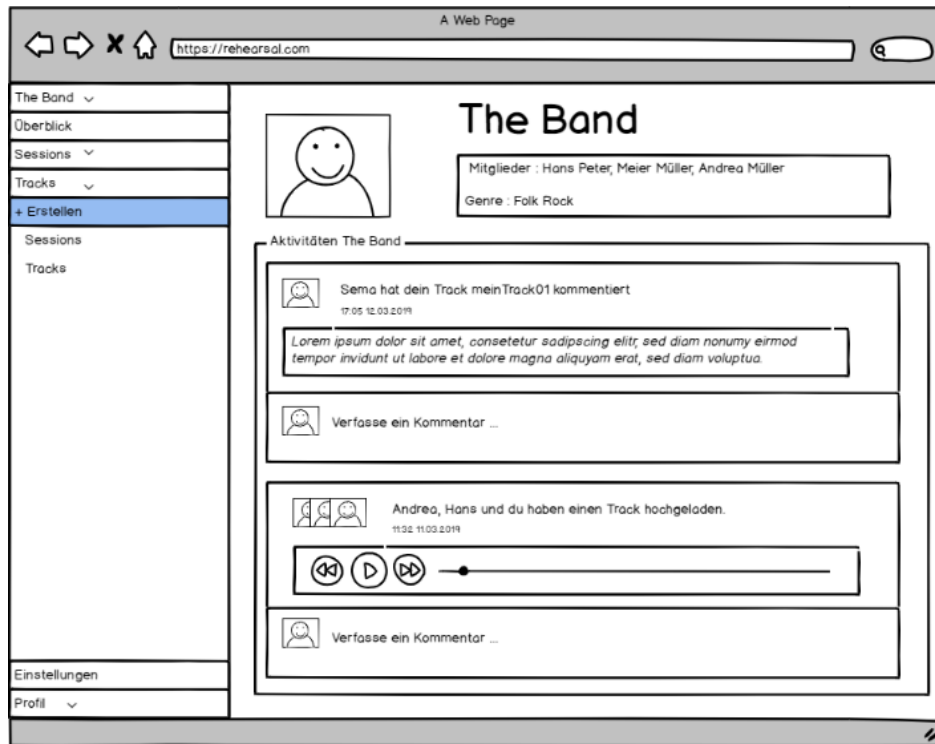 A Web Page
https://rehearsal.com
The Band
Überblick
Sessions
Tracks
+ Erstellen
Sessions
Tracks
Einstellungen
Profil
The Band
Mitglieder : Hans Peter, Meier Müller, Andrea Müller
Genre : Folk Rock
Aktivitäten The Band
Sema hat dein Track meinTrack01 kommentiert
17:05 12.03.2019
Lorem ipsum dolor sit amet, consetetur sadipscing elitr, sed diam nonumy eirmod
tempor invidunt ut labore et dolore magna aliquyam erat, sed diam voluptua.
Verfasse ein Kommentar ...
Andrea, Hans und du haben einen Track hochgeladen.
11:32 11.03.2019
Verfasse ein Kommentar ...